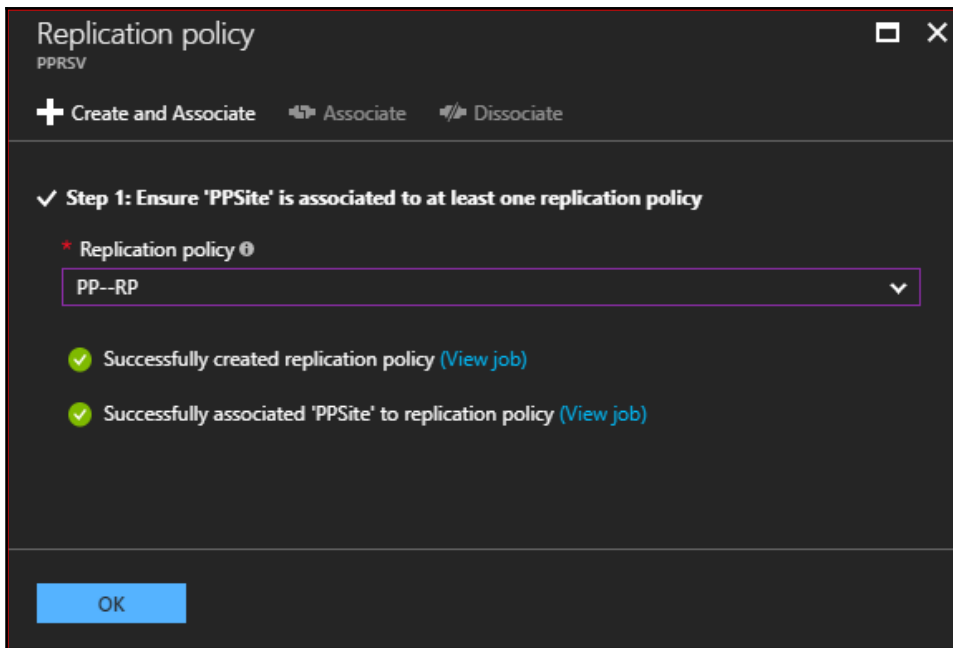 Replication policy
PPRSV
Create and Associate Associate Dissociate
Step 1: Ensure 'PPSite' is associated to at least one replication policy
* Replication policy
PP--RP
Successfully created replication policy (View job)
Successfully associated 'PPSite' to replication policy (View job)
OK